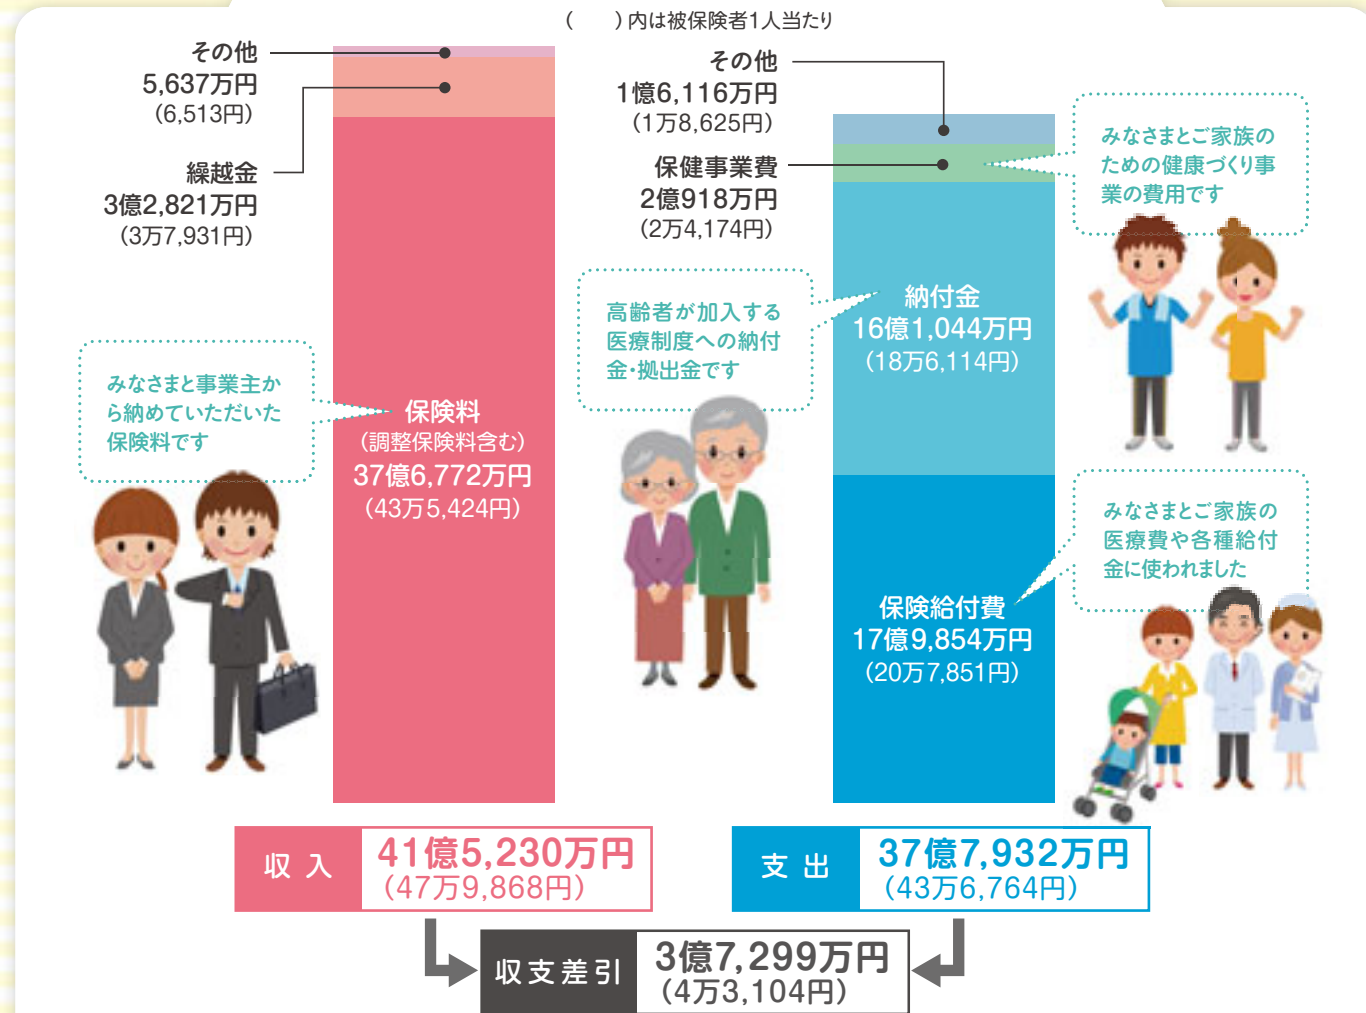 （　　）内は被保険者1人当たり
その他
5,637万円
（6,513円）
繰越金
3億2,821万円
（3万7,931円）
みなさまと事業主か
ら納めていただいた
保険料です
保険料
（調整保険料含む）
37億6,772万円
（43万5,424円）
その他
1億6,116万円
（1万8,625円）
保健事業費
2億918万円
（2万4,174円）
みなさまとご家族の
ための健康づくり事
業の費用です
高齢者が加入する
医療制度への納付
金・拠出金です
納付金
16億1,044万円
（18万6,114円）
みなさまとご家族の
医療費や各種給付
金に使われました
保険給付費
17億9,854万円
（20万7,851円）
収入
41億5,230万円
（47万9,868円）
支出
37億7,932万円
（43万6,764円）
収支差引
3億7,299万円
（4万3,104円）